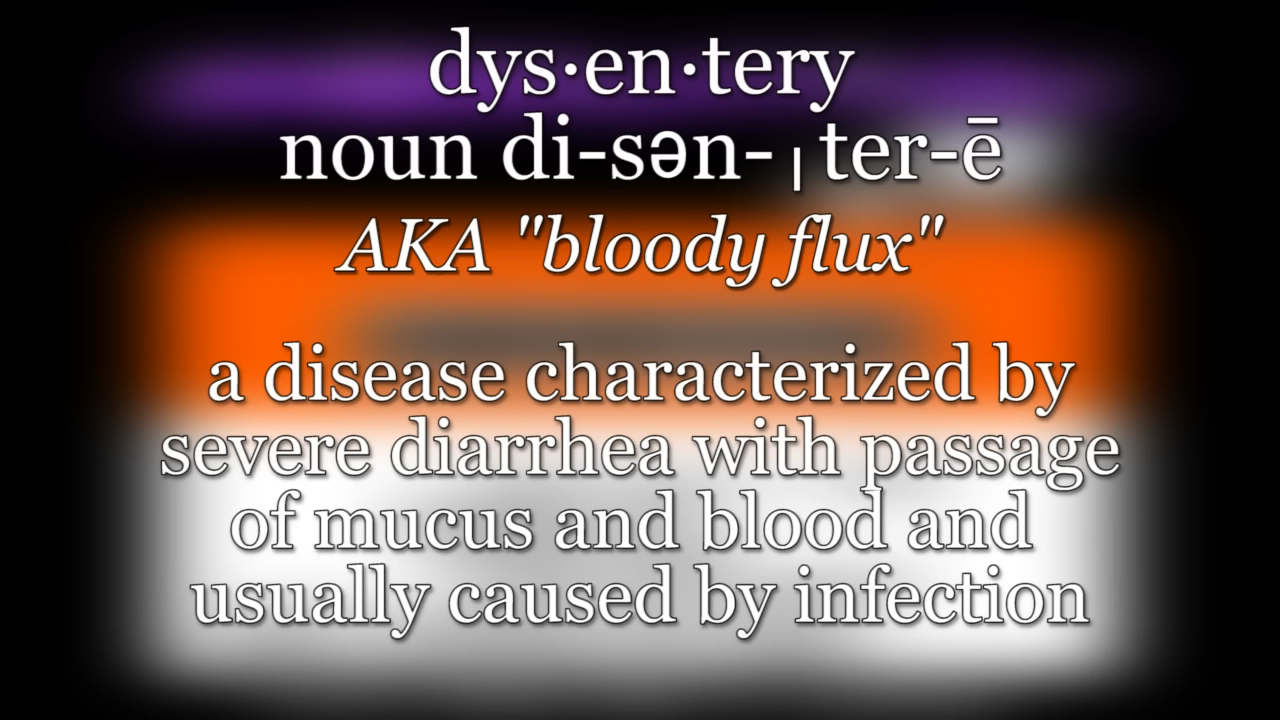 dys·en·tery
noun di-sən-ˌter-ē
AKA "bloody flux"
a disease characterized by
severe diarrhea with passage
of mucus and blood and
usually caused by infection